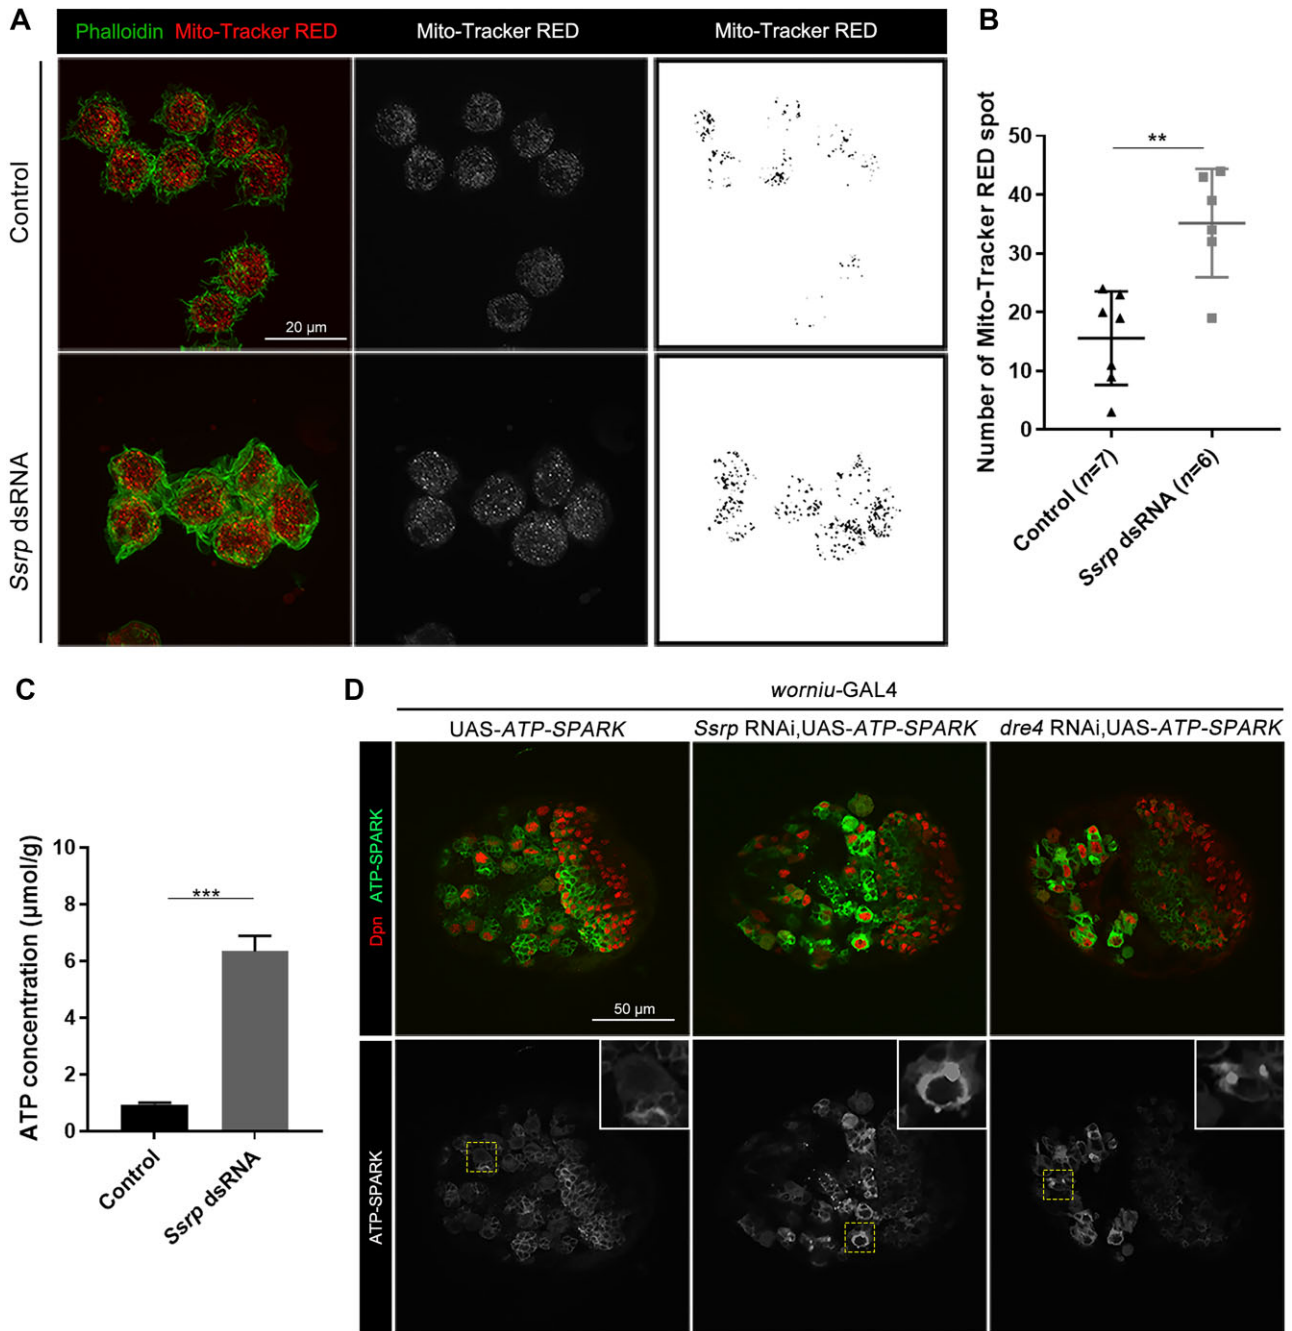 A
Phalloidin Mito-Tracker RED
Mito-Tracker RED
Mito-Tracker RED
Control
20 µm
Ssrp dsRNA
B
Number of Mito-Tracker RED spot
50
40
30
20
10
0
**
Control (n=7)
Ssrp dsRNA (n=6)
C
ATP concentration (µmol/g)
10
8
6
4
2
0
***
Control
Ssrp dsRNA
D
worniu-GAL4
UAS-ATP-SPARK
Ssrp RNAi,UAS-ATP-SPARK
dre4 RNAi,UAS-ATP-SPARK
Dpn ATP-SPARK
50 µm
ATP-SPARK